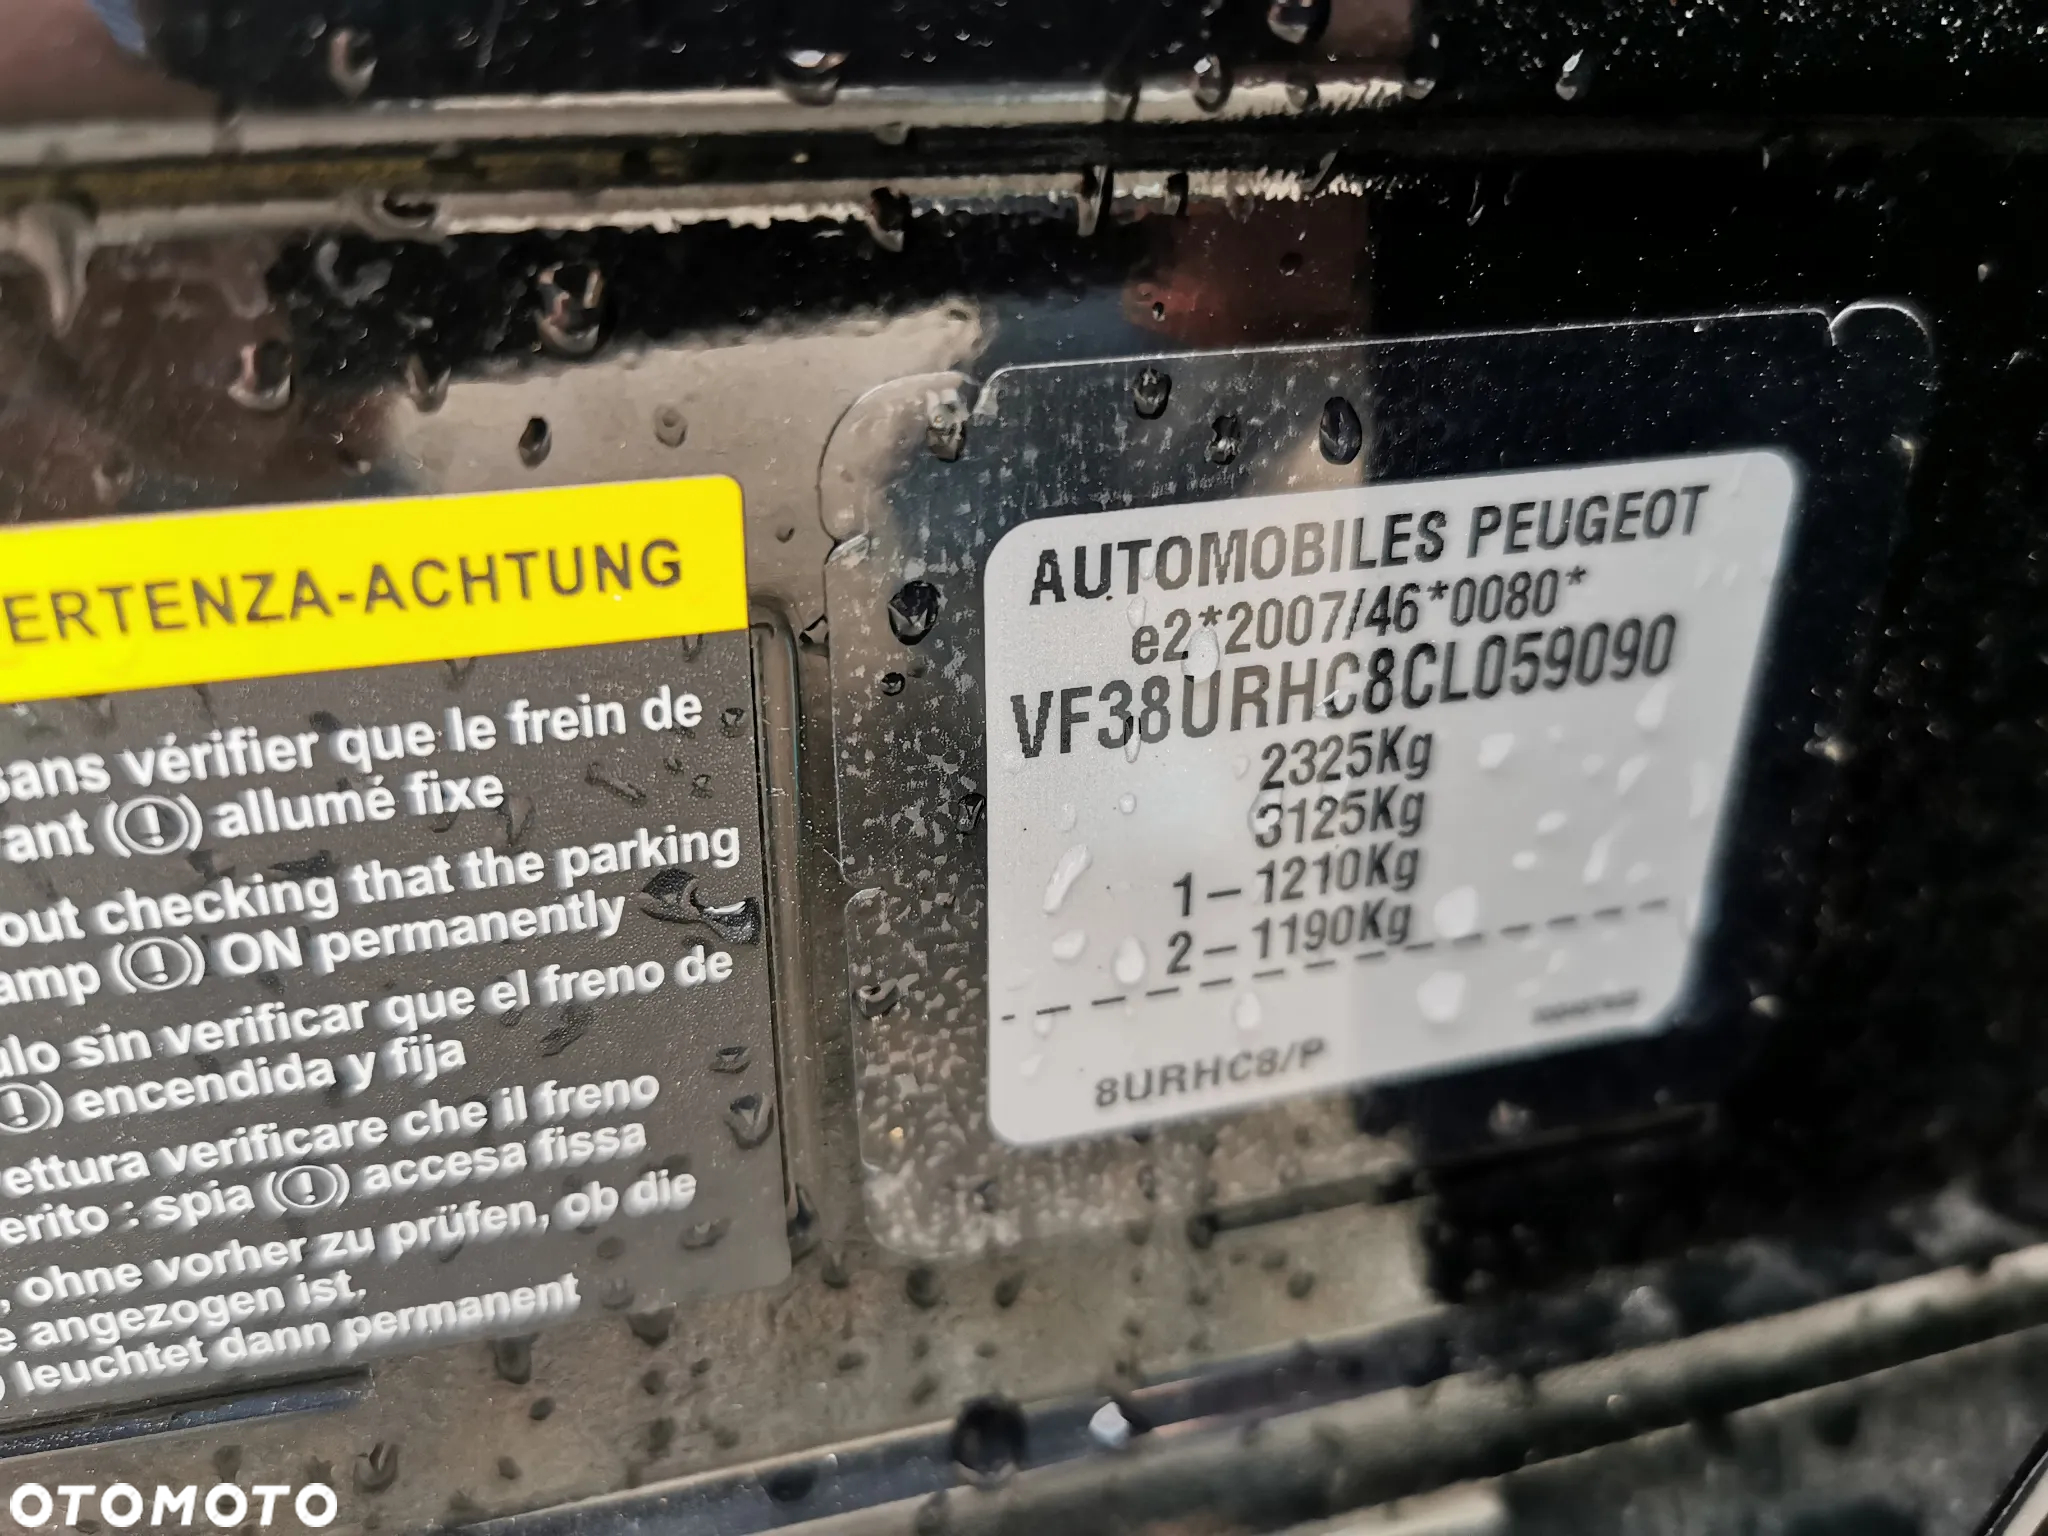 ERTENZA-ACHTUNG
sans vérifier que le frein de
ant (!) allumé fixe
out checking that the parking
amp (!) ON permanently
ulo sin verificar que el freno de
(!) encendida y fija
ettura verificare che il freno
erito : spia (!) accesa fissa
, ohne vorher zu prüfen, ob die
e angezogen ist.
) leuchtet dann permanent
AUTOMOBILES PEUGEOT
e2*2007/46*0080*
VF38URHC8CL059090
2325Kg
3125Kg
1-1210Kg
2-1190Kg
8URHC8/P
OTOMOTO